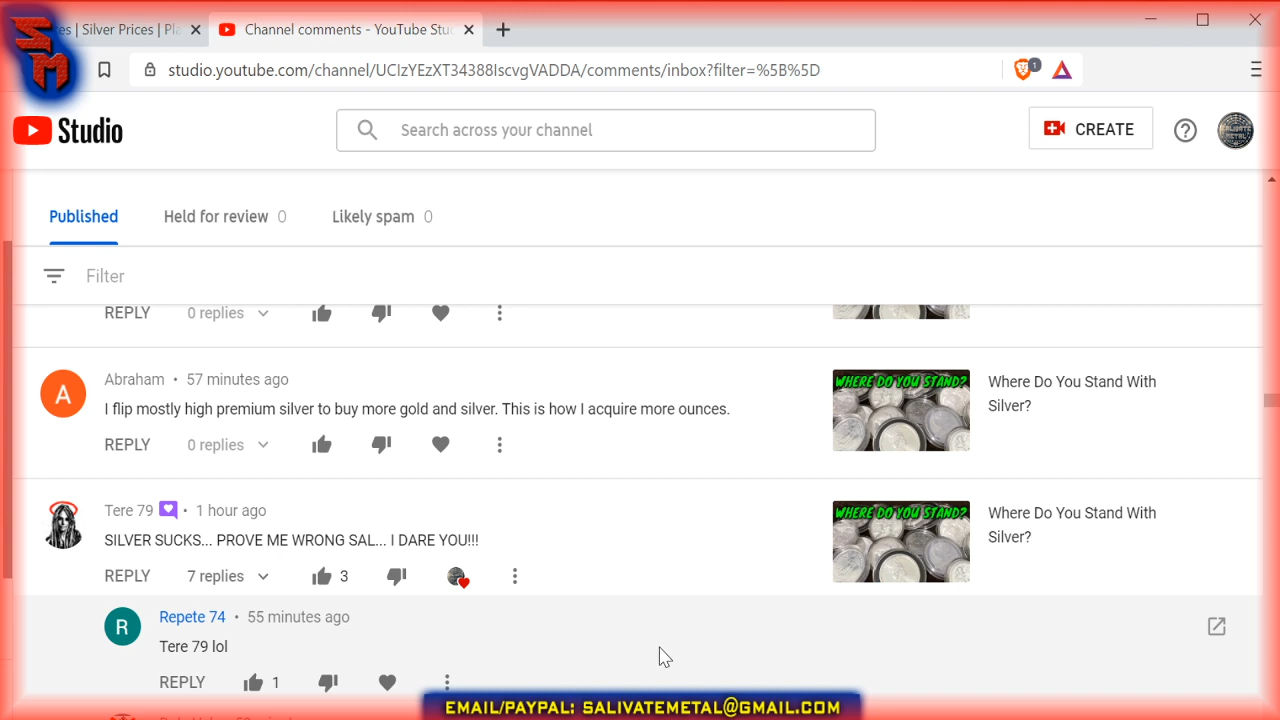 SM
es | Silver Prices | Pla
Channel comments - YouTube Stud
studio.youtube.com/channel/UCIzYEzXT34388IscvgVADDA/comments/inbox?filter=%5B%5D
1
Studio
Search across your channel
CREATE
SALIVATE METAL
Published
Held for review 0
Likely spam 0
Filter
REPLY 0 replies
Abraham • 57 minutes ago
I flip mostly high premium silver to buy more gold and silver. This is how I acquire more ounces.
REPLY 0 replies
WHERE DO YOU STAND?
Where Do You Stand With
Silver?
A
Tere 79 • 1 hour ago
SILVER SUCKS... PROVE ME WRONG SAL... I DARE YOU!!!
REPLY 7 replies 3
WHERE DO YOU STAND?
Where Do You Stand With
Silver?
R
Repete 74 • 55 minutes ago
Tere 79 lol
REPLY 1
EMAIL/PAYPAL: SALIVATEMETAL@GMAIL.COM